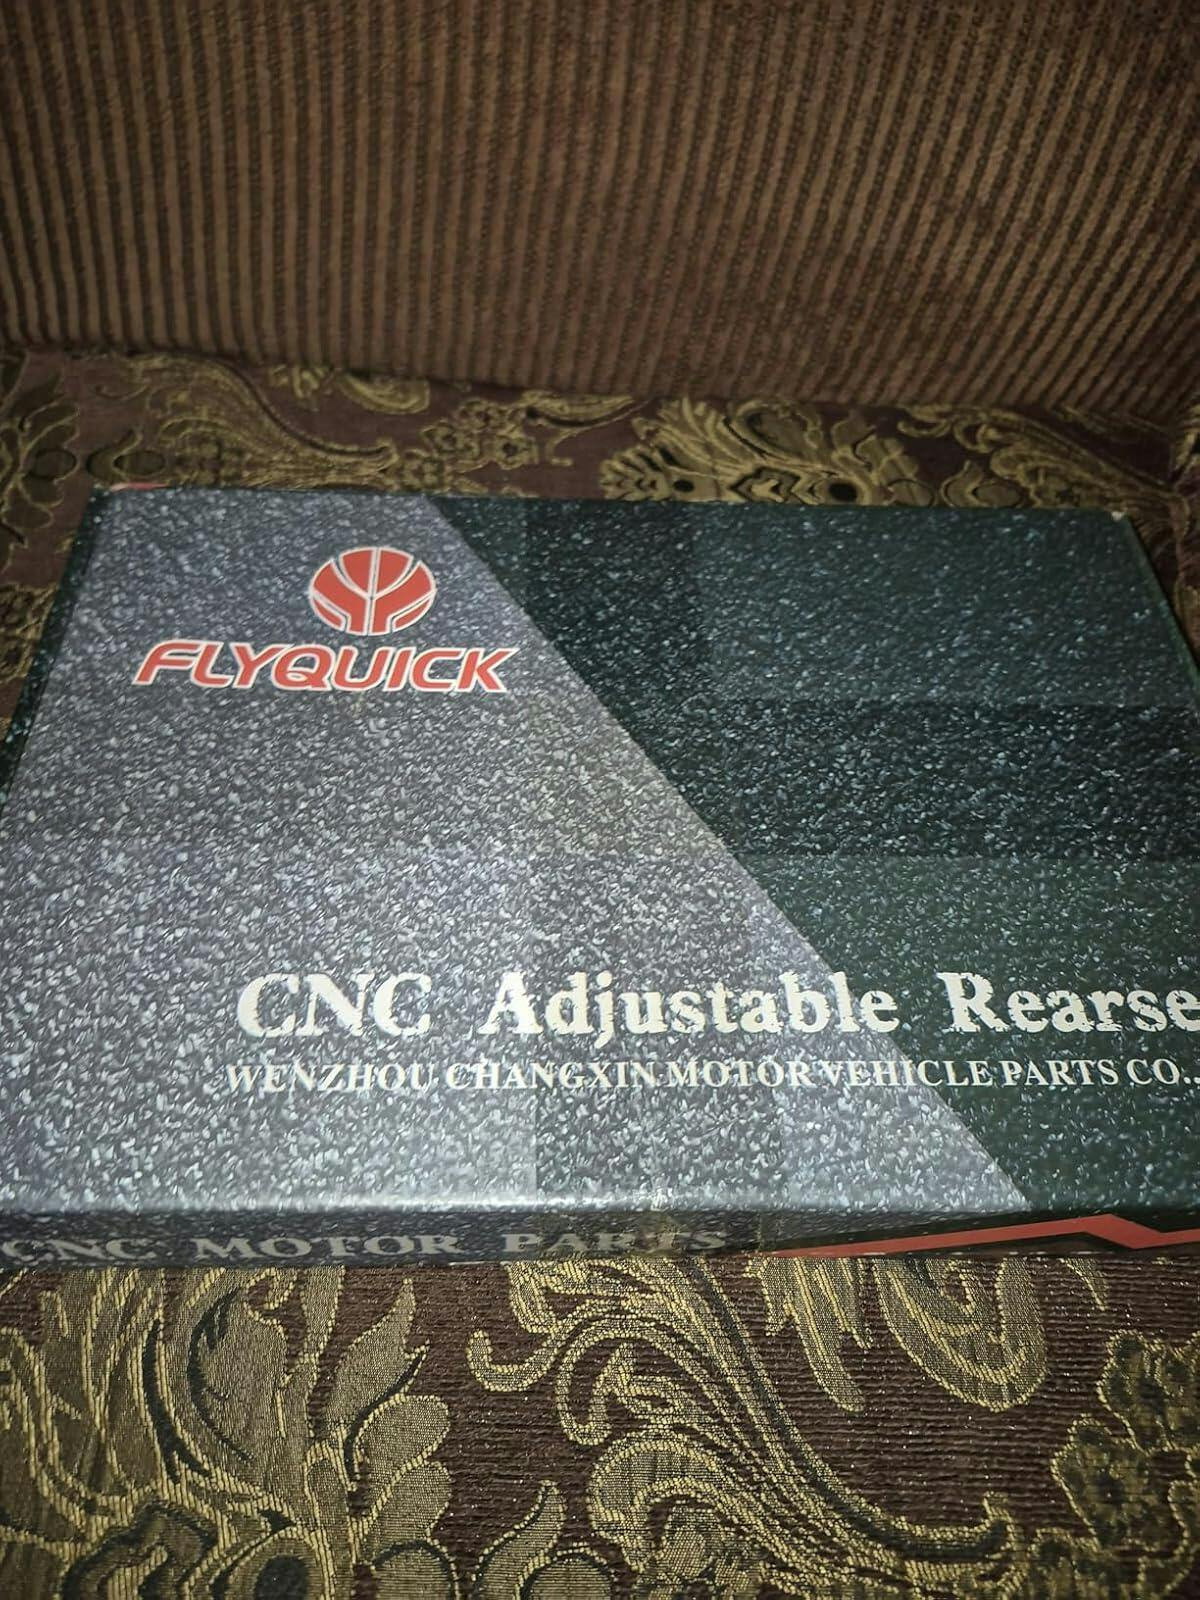 FLYQUICK
CNC Adjustable Rearse
WENZHOU CHANGXIN MOTOR VEHICLE PARTS CO.,
CNC MOTOR PARTS